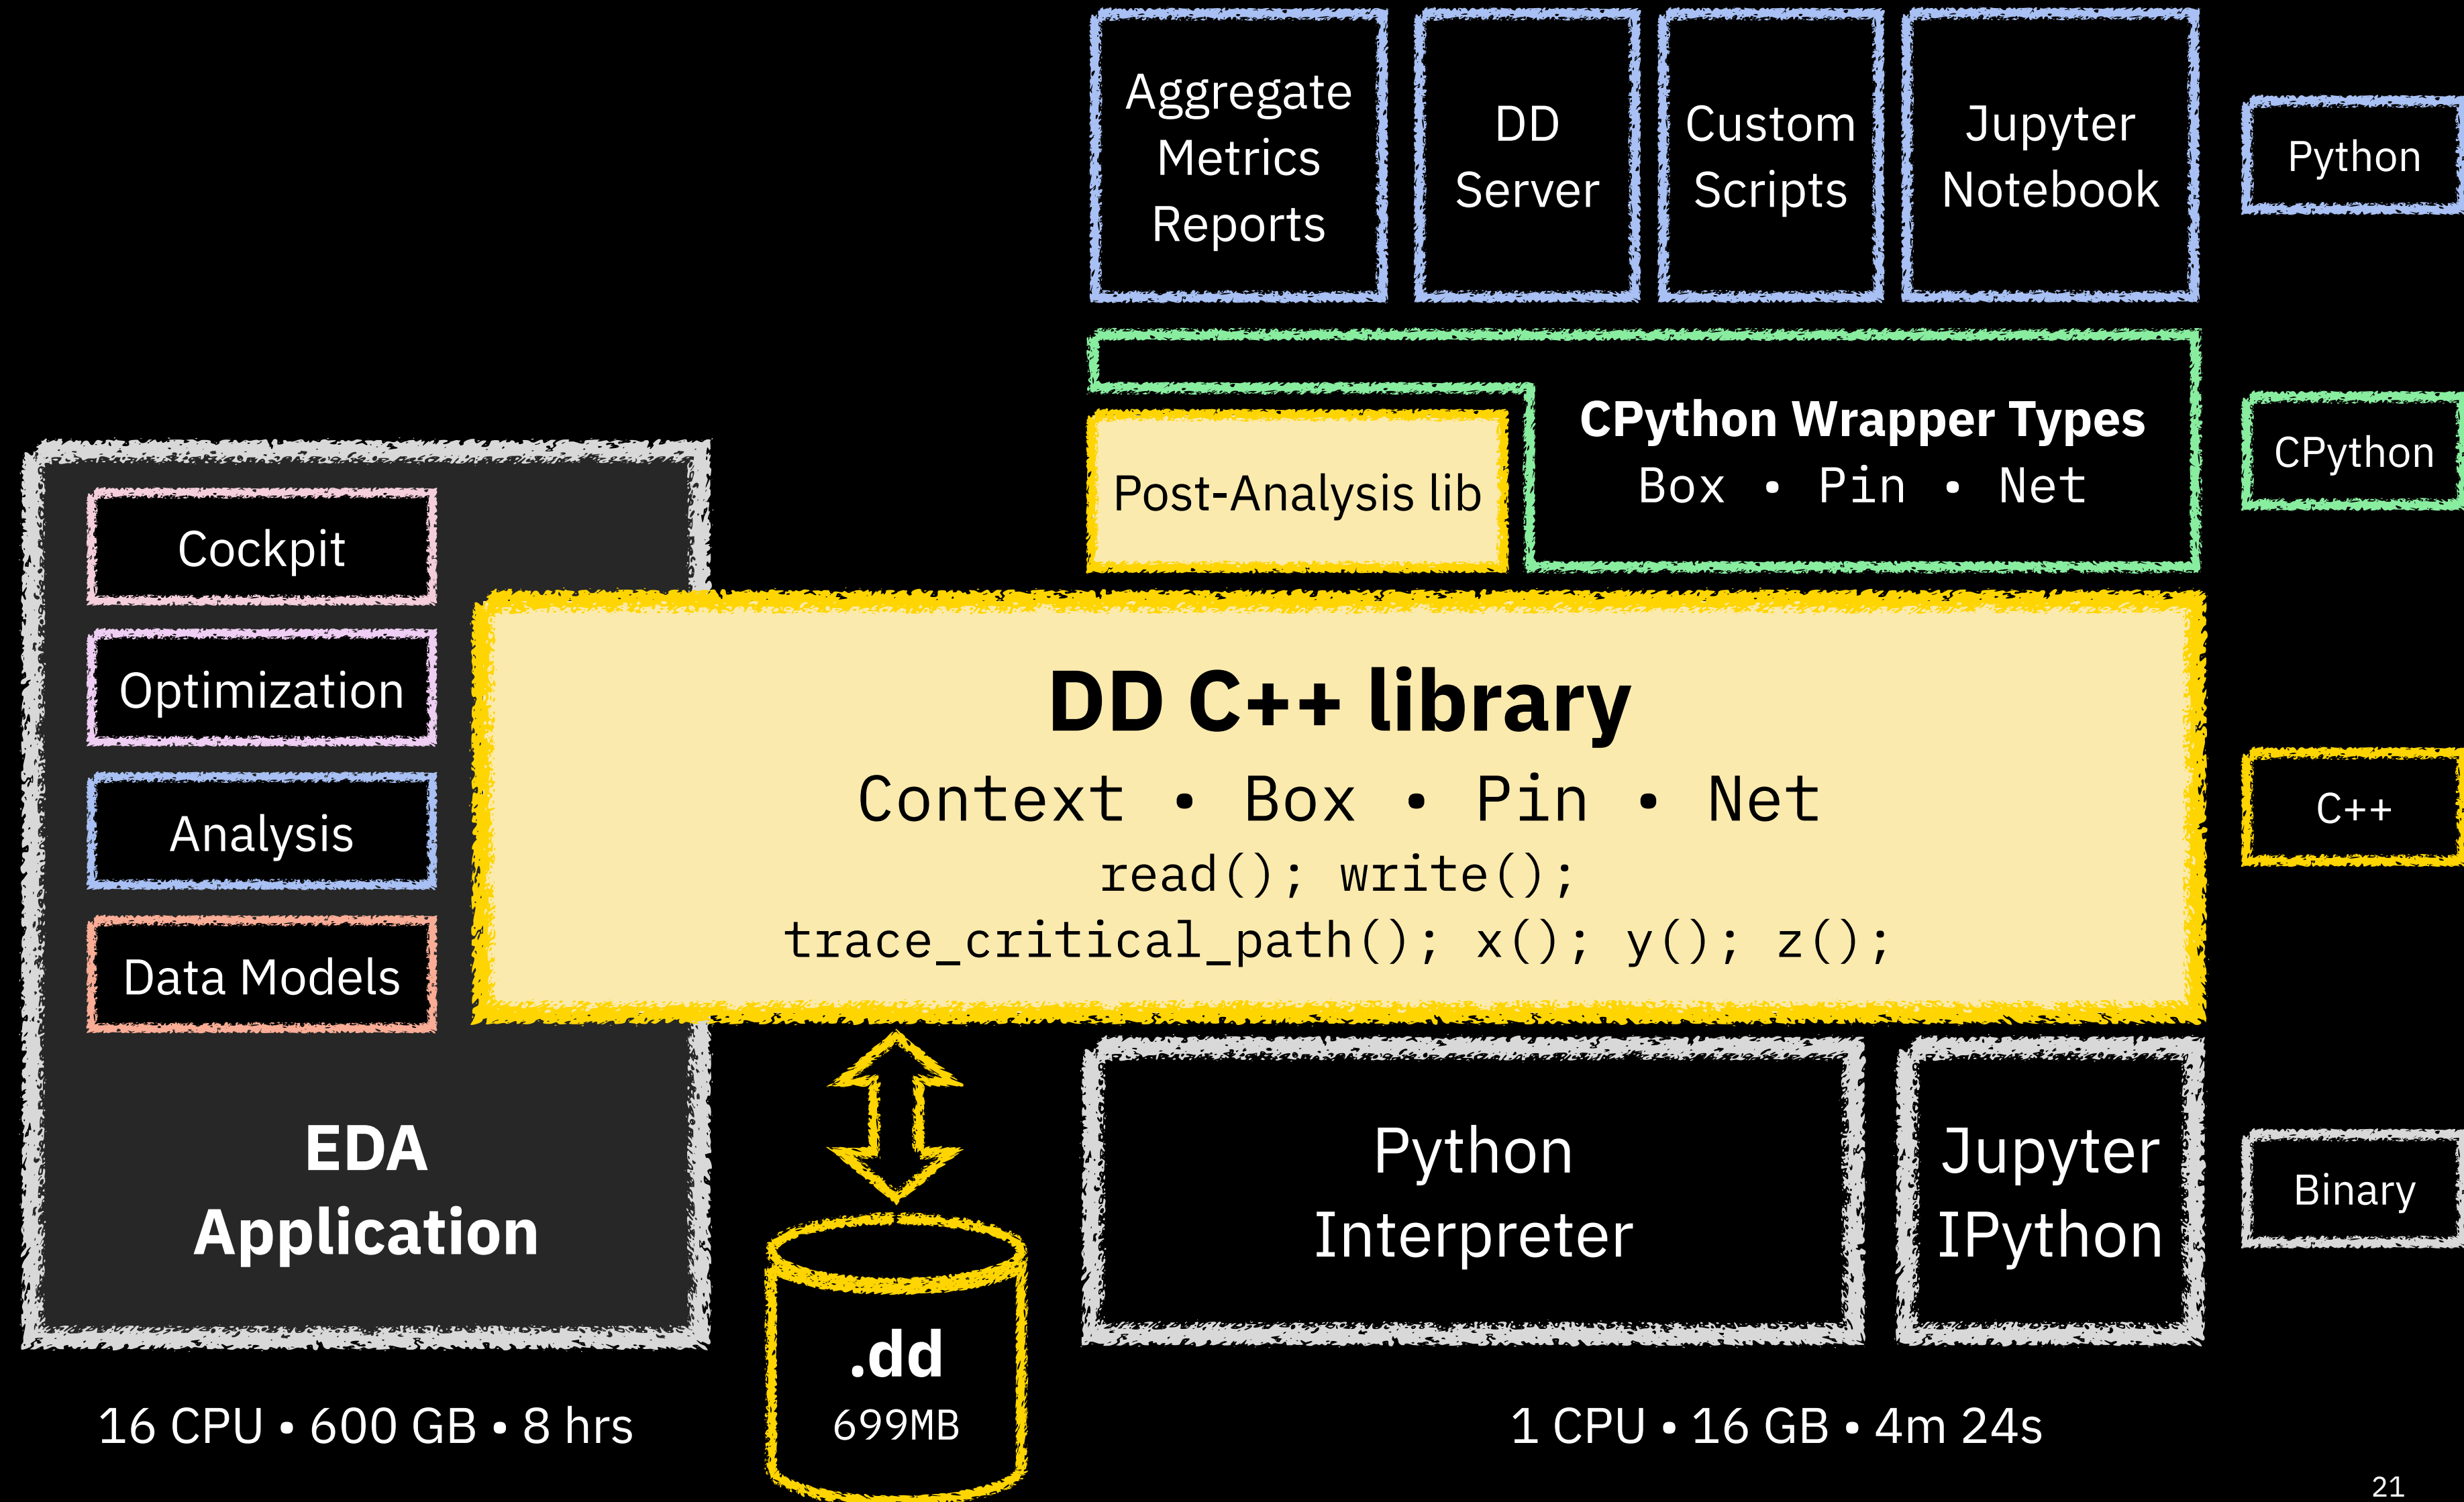 Aggregate
Metrics
Reports
DD
Server
Custom
Scripts
Jupyter
Notebook
Python
CPython Wrapper Types
Box • Pin • Net
CPython
Post-Analysis lib
Cockpit
Optimization
Analysis
Data Models
EDA
Application
DD C++ library
Context • Box • Pin • Net
read(); write();
trace_critical_path(); x(); y(); z();
C++
Python
Interpreter
Jupyter
IPython
Binary
.dd
699MB
16 CPU • 600 GB • 8 hrs
1 CPU • 16 GB • 4m 24s
21